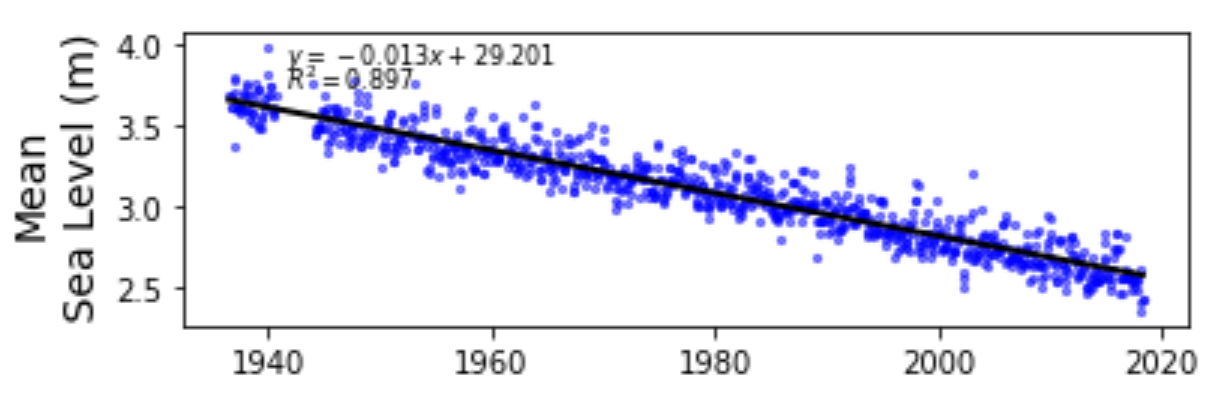 Mean
Sea Level (m)
4.0
3.5
3.0
2.5
y = −0.013x + 29.201
R² = 0.897
1940 1960 1980 2000 2020